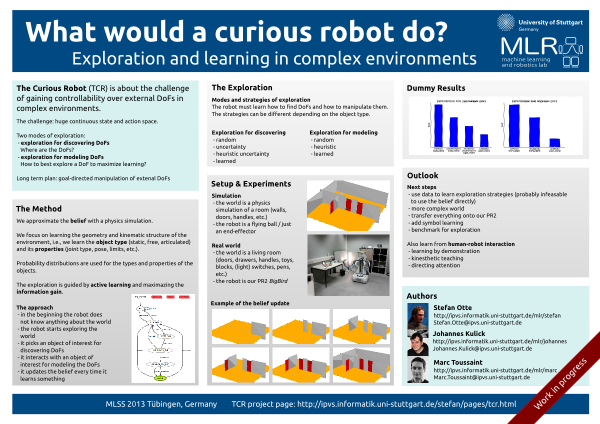 What would a curious robot do?
Exploration and learning in complex environments
University of Stuttgart
Germany
MLR
machine learning
and robotics lab
The Curious Robot (TCR) is about the challenge
of gaining controllability over external DoFs in
complex environments.
The challenge: huge continuous state and action space.
Two modes of exploration:
- exploration for discovering DoFs
Where are the DoFs?
- exploration for modeling DoFs
How to best explore a DoF to maximize learning?
Long term plan: goal-directed manipulation of extenal DoFs
The Method
We approximate the belief with a physics simulation.
We focus on learning the geometry and kinematic structure of the
environment, i.e., we learn the object type (static, free, articulated) and
its properties (joint type, pose, limits, etc.).
Probability distributions are used for the types and properties of the
objects.
The exploration is guided by active learning and maximizing the
information gain.
The approach
- in the beginning the robot does
not know anything about the world
- the robot starts exploring the
world
- it picks an object of interest for
discovering DoFs
- it interacts with an object of
interest for modeling the DoFs
- it updates the belief every time it
learns something
The Exploration
Modes and strategies of exploration
The robot must learn how to find DoFs and how to manipulate them.
The strategies can be different depending on the object type.
Exploration for discovering
- random
- uncertainty
- heuristic uncertainty
- learned
Exploration for modeling
- random
- heuristic
- learned
Setup & Experiments
Simulation
- the world is a physics
simulation of a room (walls,
doors, handles, etc.)
- the robot is a flying ball / just
an end-effector
Real world
- the world is a living room
(doors, drawers, handles, toys,
blocks, (light) switches, pens,
etc.)
- the robot is our PR2 BigBird
Example of the belief update
Dummy Results
Outlook
Next steps
- use data to learn exploration strategies (probably infeasable
to use the belief directly)
- more complex world
- transfer everything onto our PR2
- add symbol learning
- benchmark for exploration
Also learn from human-robot interaction
- learning by demonstration
- kinesthetic teaching
- directing attention
Authors
Stefan Otte
http://ipvs.informatik.uni-stuttgart.de/mlr/stefan
Stefan.Otte@ipvs.uni-stuttgart.de
Johannes Kulick
http://ipvs.informatik.uni-stuttgart.de/mlr/johannes
Johannes.Kulick@ipvs.uni-stuttgart.de
Marc Toussaint
http://ipvs.informatik.uni-stuttgart.de/mlr/marc
Marc.Toussaint@ipvs.uni-stuttgart.de
Work in progress
MLSS 2013 Tübingen, Germany TCR project page: http://ipvs.informatik.uni-stuttgart.de/stefan/pages/tcr.html